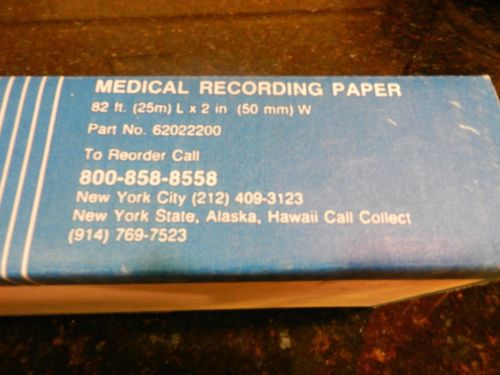 MEDICAL RECORDING PAPER
82 ft. (25m) L x 2 in (50 mm) W
Part No. 62022200
To Reorder Call
800-858-8558
New York City (212) 409-3123
New York State, Alaska, Hawaii Call Collect
(914) 769-7523